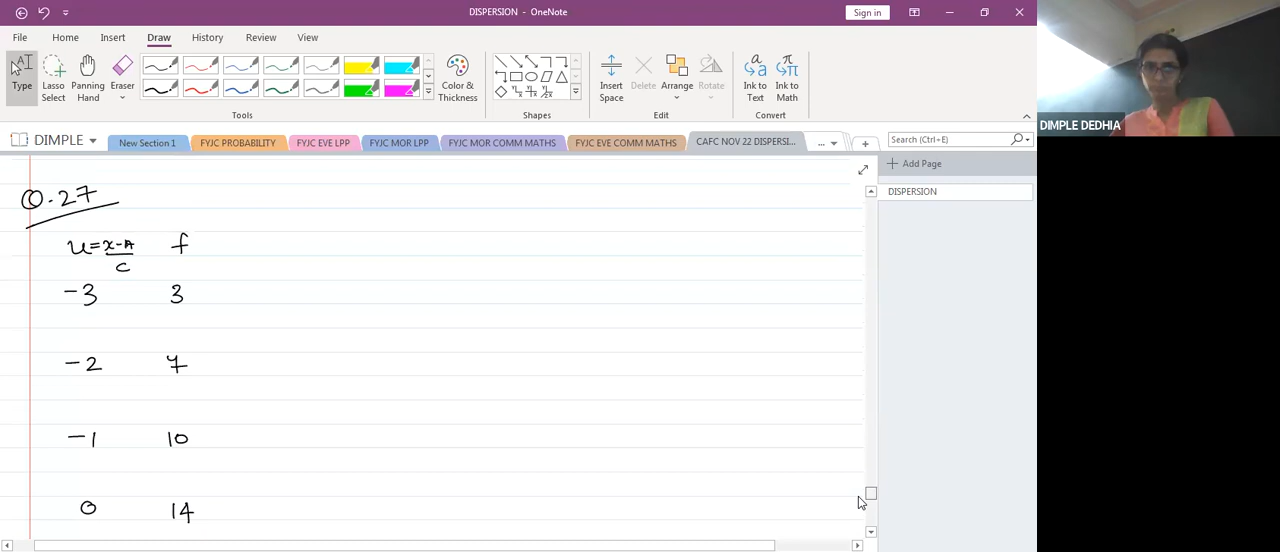 DISPERSION - OneNote
Sign in
File Home Insert Draw History Review View
Type
Lasso Select
Panning Hand
Eraser
Color & Thickness
Insert Space
Delete
Arrange
Rotate
Ink to Text
Ink to Math
Tools
Shapes
Edit
Convert
DIMPLE
New Section 1
FYJC PROBABILITY
FYJC EVE LPP
FYJC MOR LPP
FYJC MOR COMM MATHS
FYJC EVE COMM MATHS
CAFC NOV 22 DISPERSI...
...
Search (Ctrl+E)
Add Page
DISPERSION
DIMPLE DEDHIA
Q.27
u = x-A / C f
-3 3
-2 7
-1 10
0 14